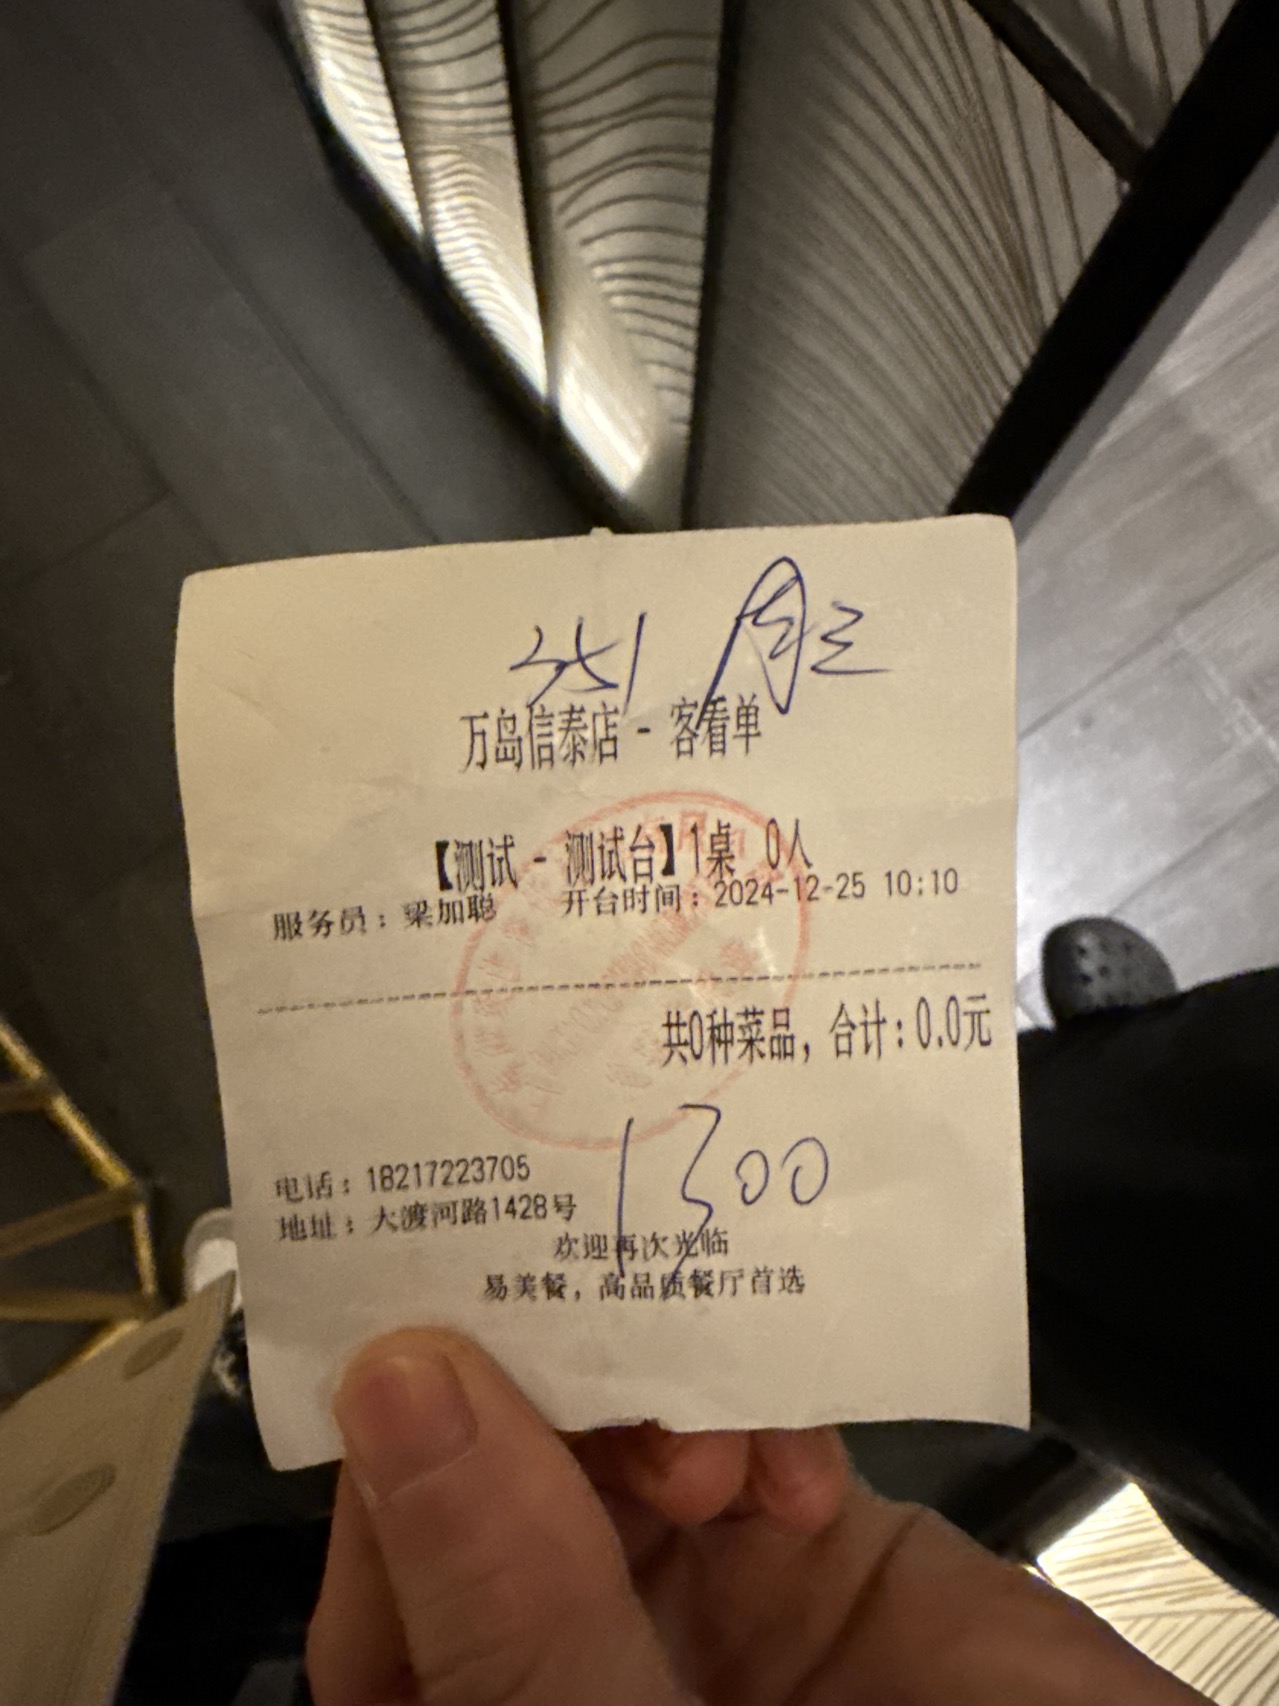 万岛信泰店 - 客看单
【测试 - 测试台】1桌 0人
服务员：梁加聪 开台时间：2024-12-25 10:10
共0种菜品，合计：0.0元
1300
电话：18217223705
地址：大渡河路1428号
欢迎再次光临
易美餐，高品质餐厅首选